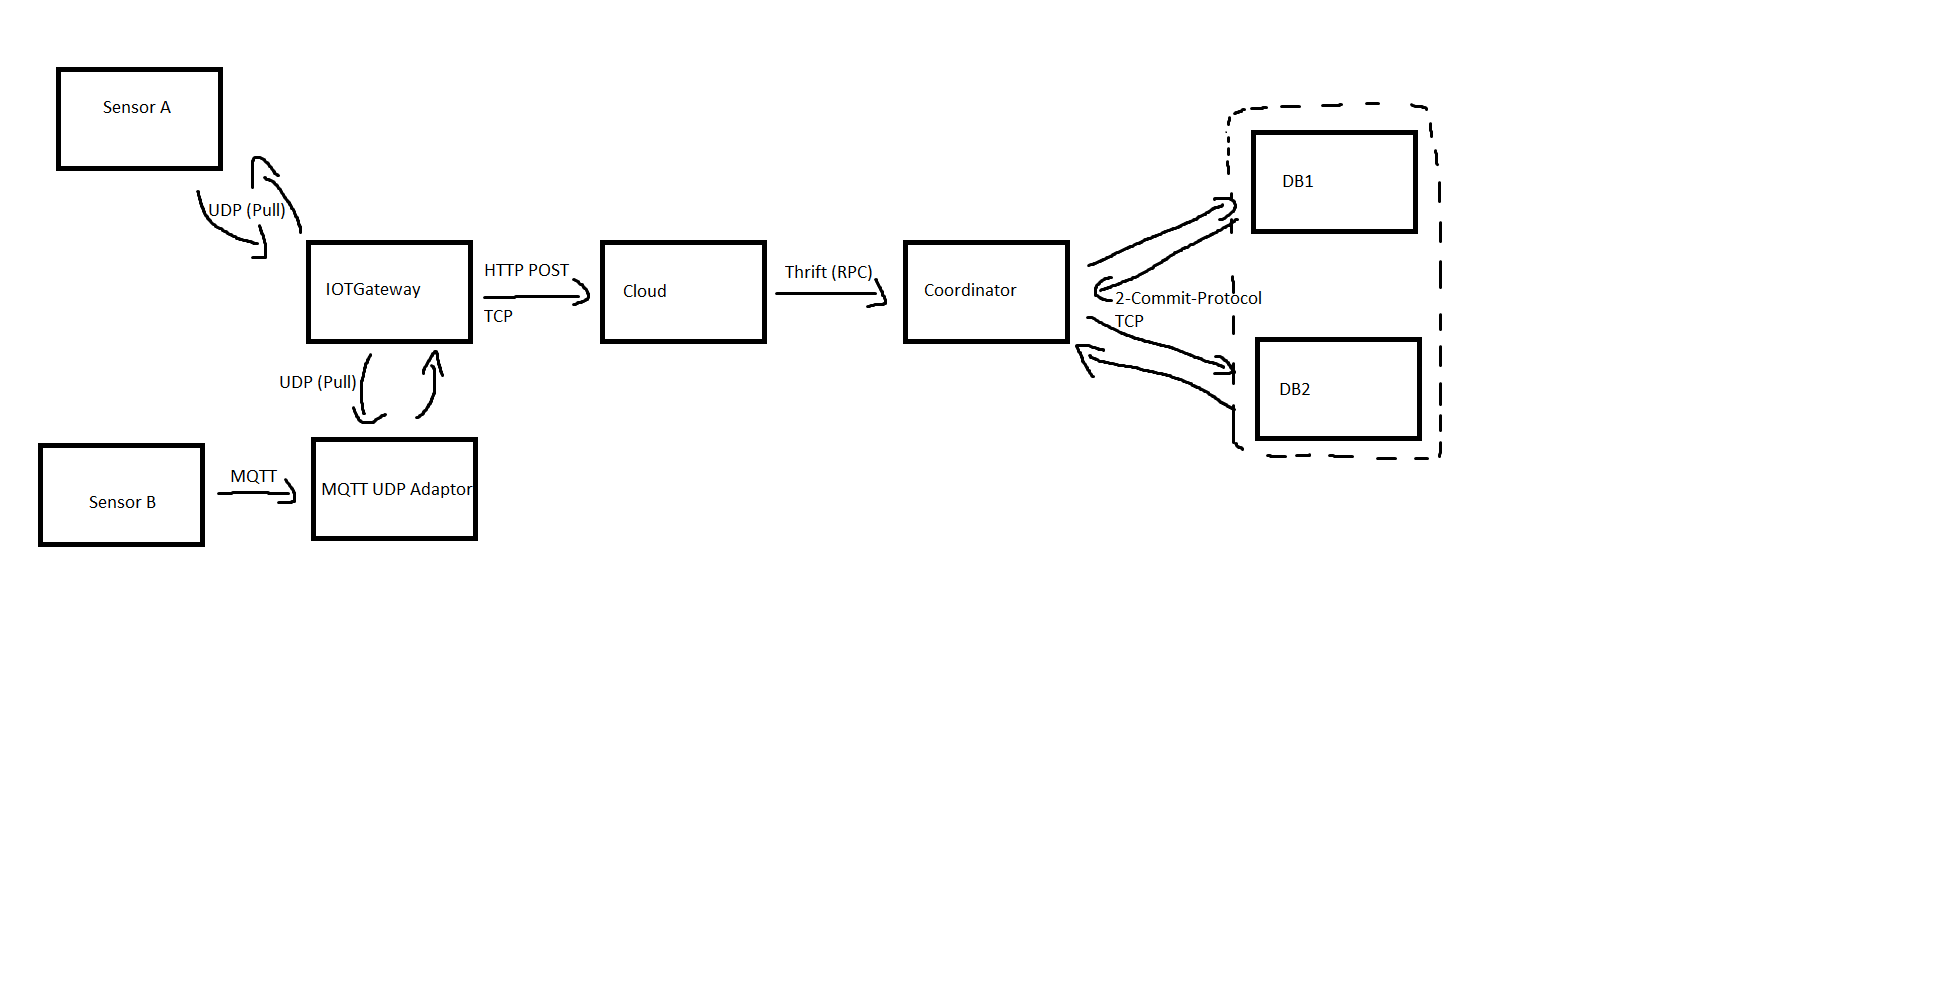 Sensor A
UDP (Pull)
IOTGateway
HTTP POST
TCP
Cloud
Thrift (RPC)
Coordinator
2-Commit-Protocol
TCP
DB1
DB2
UDP (Pull)
Sensor B
MQTT
MQTT UDP Adaptor